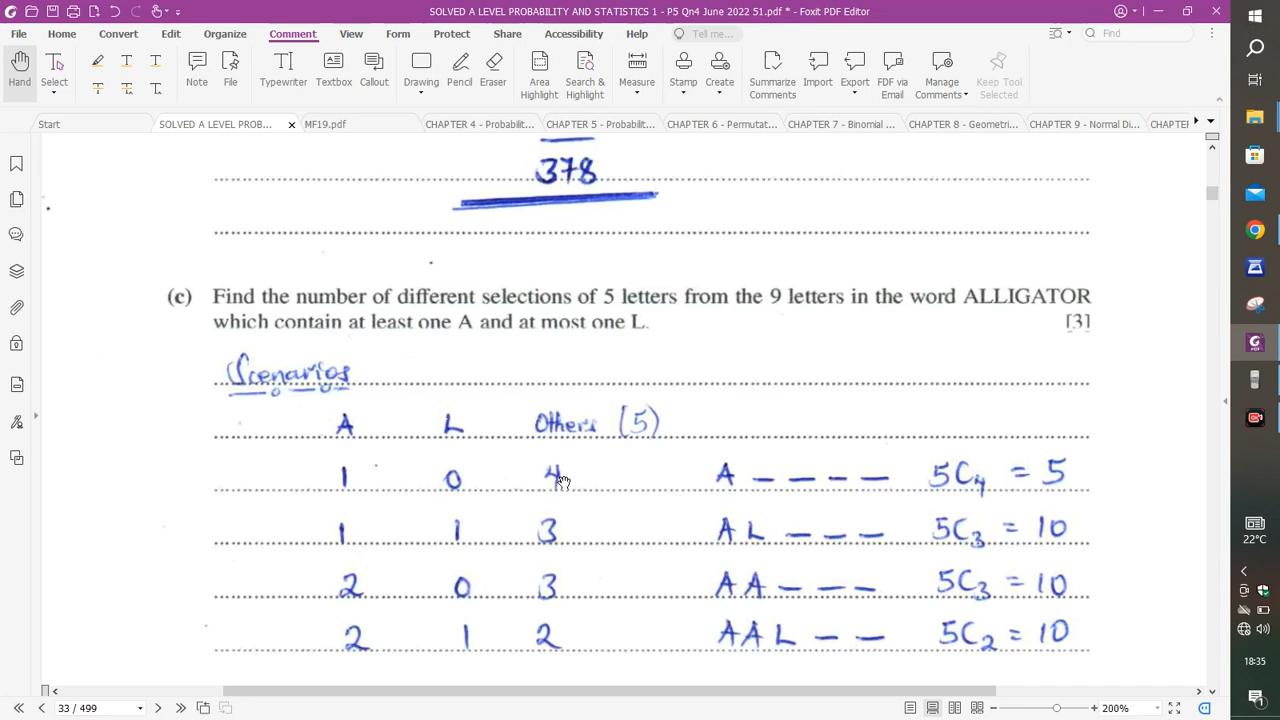 SOLVED A LEVEL PROBABILITY AND STATISTICS 1 - P5 Qn4 June 2022 51.pdf * - Foxit PDF Editor
File Home Convert Edit Organize Comment View Form Protect Share Accessibility Help Tell me...
Hand Select Note File Typewriter Textbox Callout Drawing Pencil Eraser Area Highlight Search & Highlight Measure Stamp Create Summarize Comments Import Export FDF via Email Manage Comments Keep Tool Selected
Start SOLVED A LEVEL PROB... MF19.pdf CHAPTER 4 - Probabilit... CHAPTER 5 - Probabilit... CHAPTER 6 - Permutat... CHAPTER 7 - Binomial ... CHAPTER 8 - Geometri... CHAPTER 9 - Normal Di... CHAPTE
378
(c) Find the number of different selections of 5 letters from the 9 letters in the word ALLIGATOR
which contain at least one A and at most one L. [3]
Scenarios
A L Others (5)
1 0 4 A _ _ _ _ 5C4 = 5
1 1 3 A L _ _ _ 5C3 = 10
2 0 3 A A _ _ _ 5C3 = 10
2 1 2 A A L _ _ 5C2 = 10
22°C
18:35
33 / 499 200%